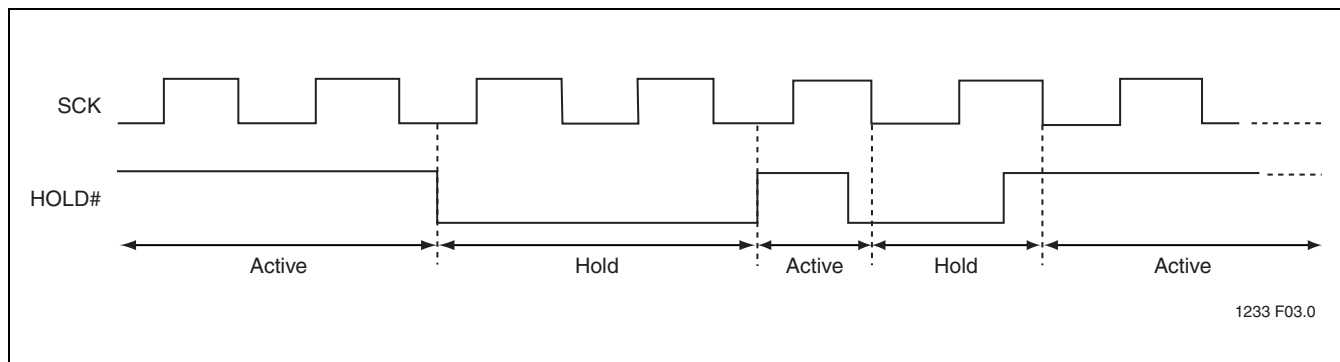 SCK
HOLD#
Active Hold Active Hold Active
1233 F03.0